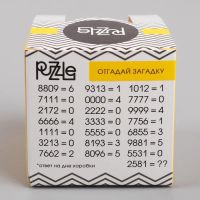 Puzzle
Puzzle
ОТГАДАЙ ЗАГАДКУ
8809 = 6 9313 = 1 1012 = 1
7111 = 0 0000 = 4 7777 = 0
2172 = 0 2222 = 0 9999 = 4
6666 = 4 3333 = 0 7756 = 1
1111 = 0 5555 = 0 6855 = 3
3213 = 0 8193 = 3 9881 = 5
7662 = 2 8096 = 5 5531 = 0
*ответ на дна коробки 2581 = ??